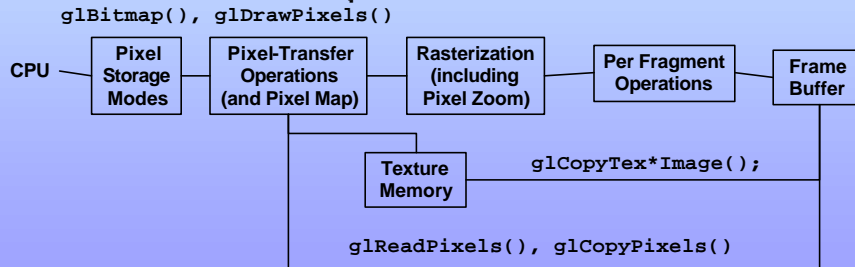 glBitmap(), glDrawPixels()
CPU
Pixel
Storage
Modes
Pixel-Transfer
Operations
(and Pixel Map)
Rasterization
(including
Pixel Zoom)
Per Fragment
Operations
Frame
Buffer
Texture
Memory
glCopyTex*Image();
glReadPixels(), glCopyPixels()